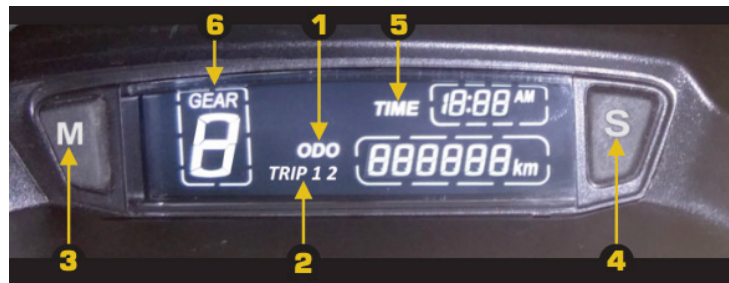 6 1 5
GEAR
8
TIME 18:88 AM
M
S
ODO
888888 km
TRIP 1 2
3 2 4